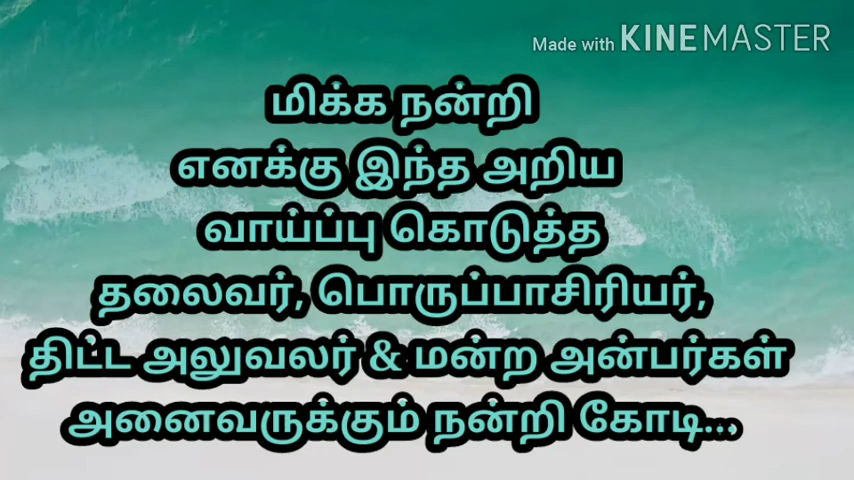 Made with KINEMASTER
மிக்க நன்றி
எனக்கு இந்த அறிய
வாய்ப்பு கொடுத்த
தலைவர், பொருப்பாசிரியர்,
திட்ட அலுவலர் & மன்ற அன்பர்கள்
அனைவருக்கும் நன்றி கோடி...